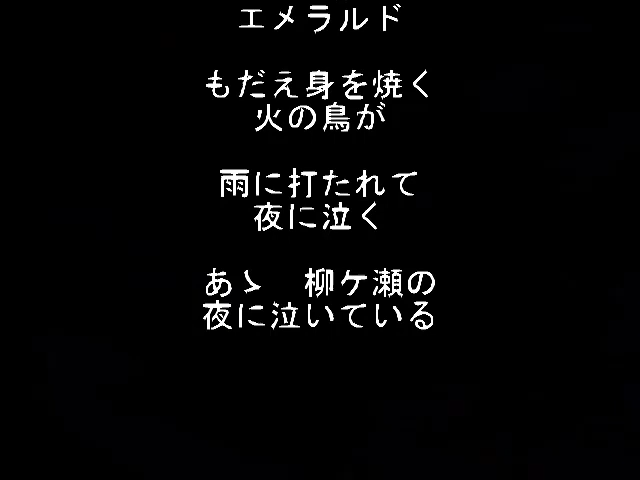 エメラルド
もだえ身を焼く
火の鳥が
雨に打たれて
夜に泣く
あゝ　柳ケ瀬の
夜に泣いている